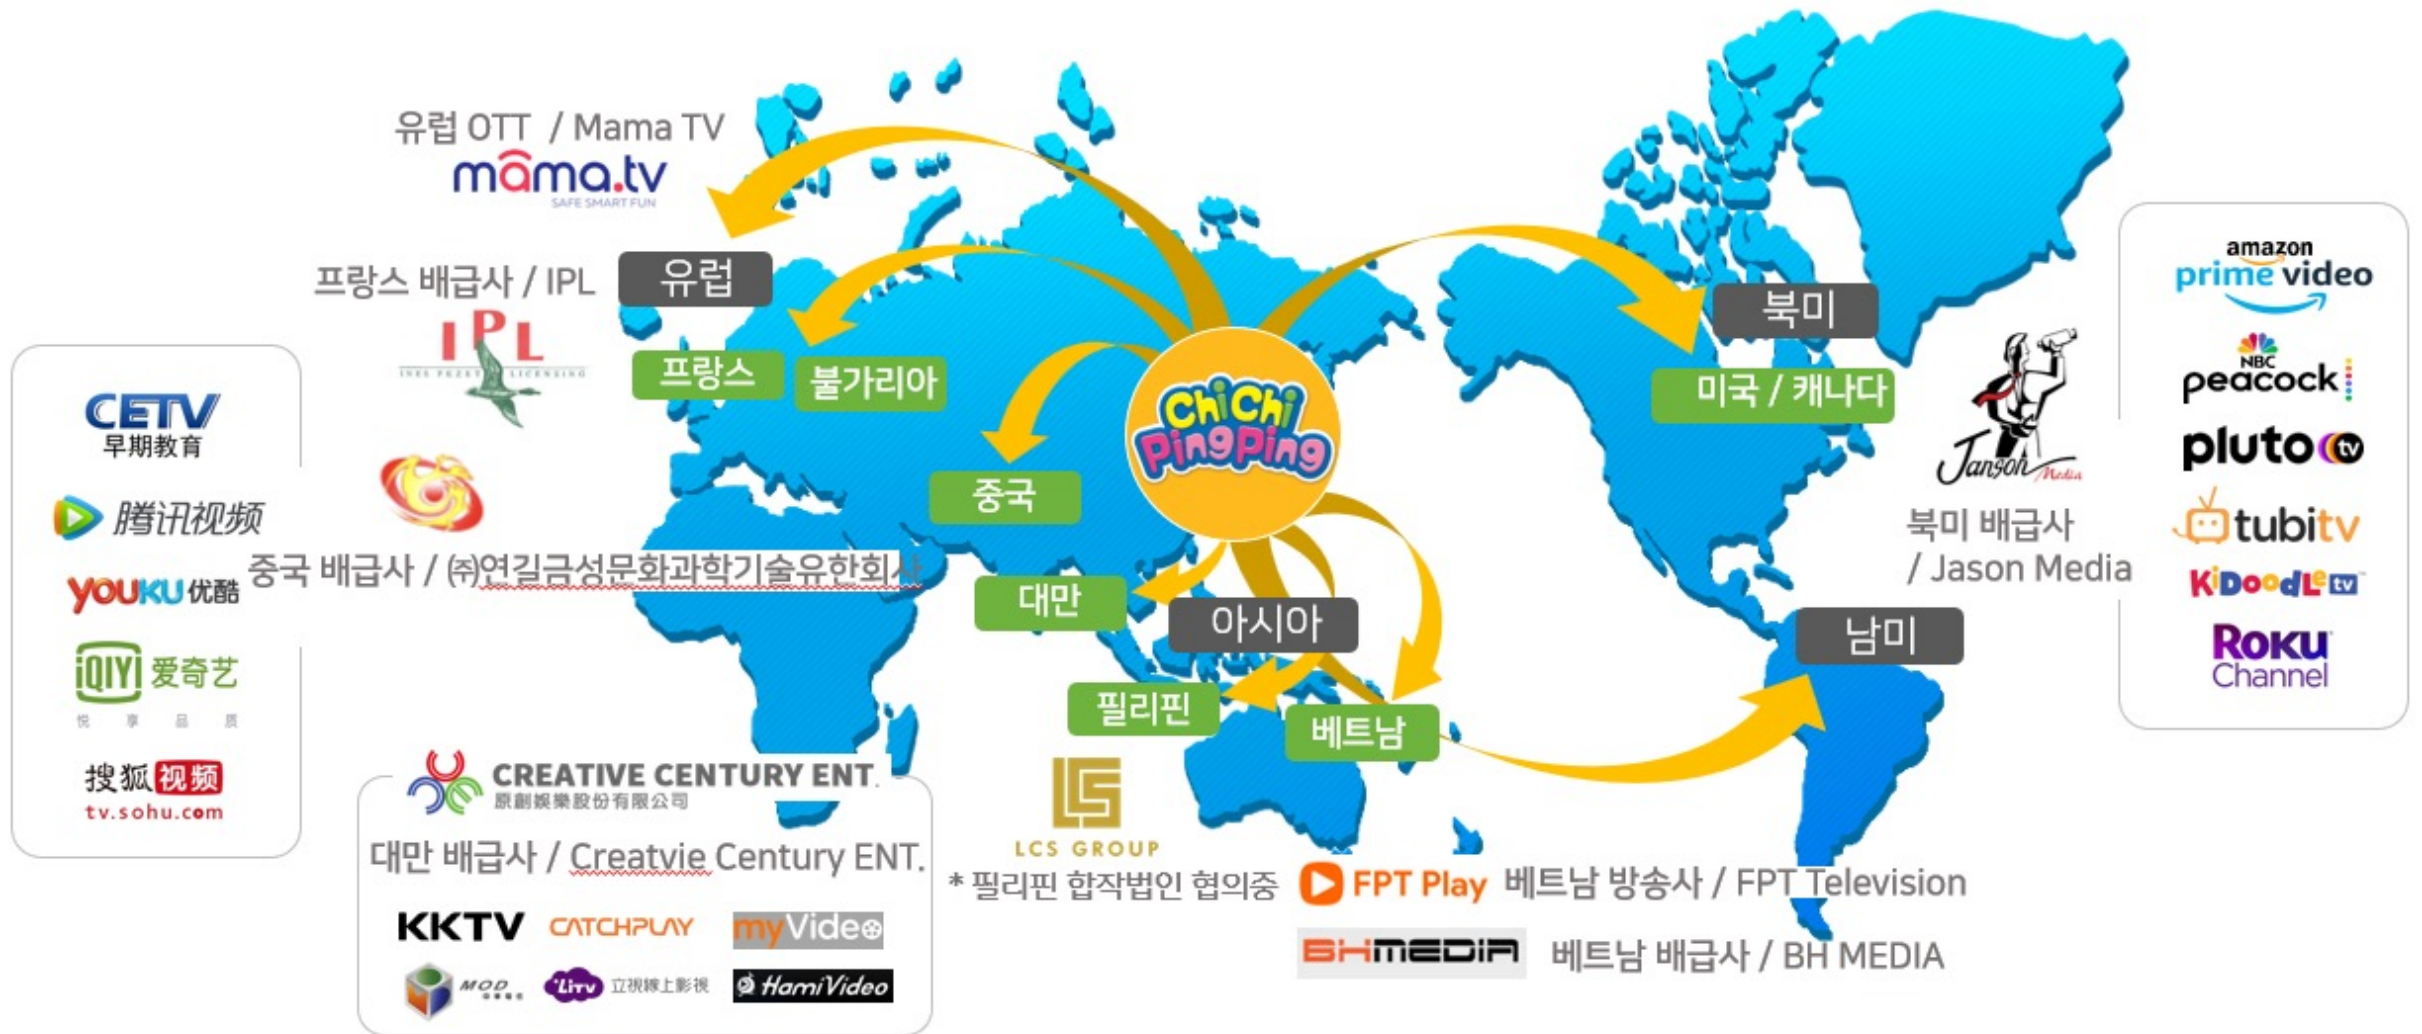 유럽 OTT / Mama TV
mama.tv
SAFE SMART FUN
프랑스 배급사 / IPL
IPL
INES PEZET LICENSING
유럽
프랑스
불가리아
중국
ChiChi
PingPing
북미
미국 / 캐나다
Janson Media
북미 배급사
/ Jason Media
amazon
prime video
NBC
peacock
pluto tv
tubitv
KiDoodLe tv
ROKU
Channel
CETV
早期教育
腾讯视频
YOUKU 优酷
iQIYI 爱奇艺
悦享品质
搜狐视频
tv.sohu.com
중국 배급사 / ㈜연길금성문화과학기술유한회사
대만
아시아
필리핀
베트남
남미
CREATIVE CENTURY ENT.
原創娛樂股份有限公司
대만 배급사 / Creatvie Century ENT.
KKTV
CATCHPLAY
myVideo
MOD
LiTV 立視線上影視
HamiVideo
LCS GROUP
* 필리핀 합작법인 협의중
FPT Play 베트남 방송사 / FPT Television
BHMEDIA 베트남 배급사 / BH MEDIA